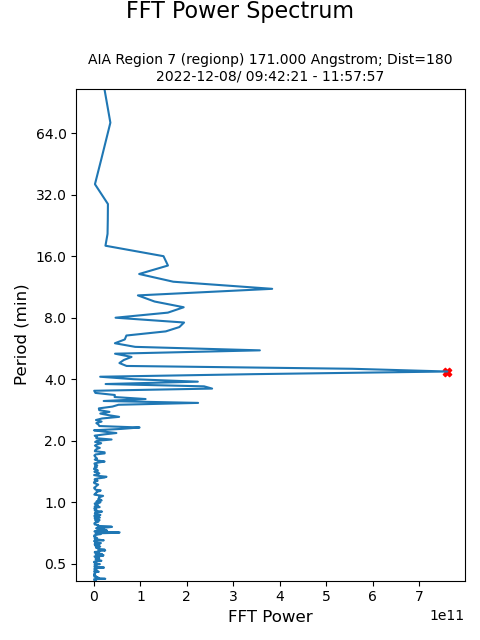 FFT Power Spectrum
AIA Region 7 (regionp) 171.000 Angstrom; Dist=180
2022-12-08/ 09:42:21 - 11:57:57
64.0
32.0
16.0
8.0
4.0
2.0
1.0
0.5
Period (min)
0 1 2 3 4 5 6 7
1e11
FFT Power